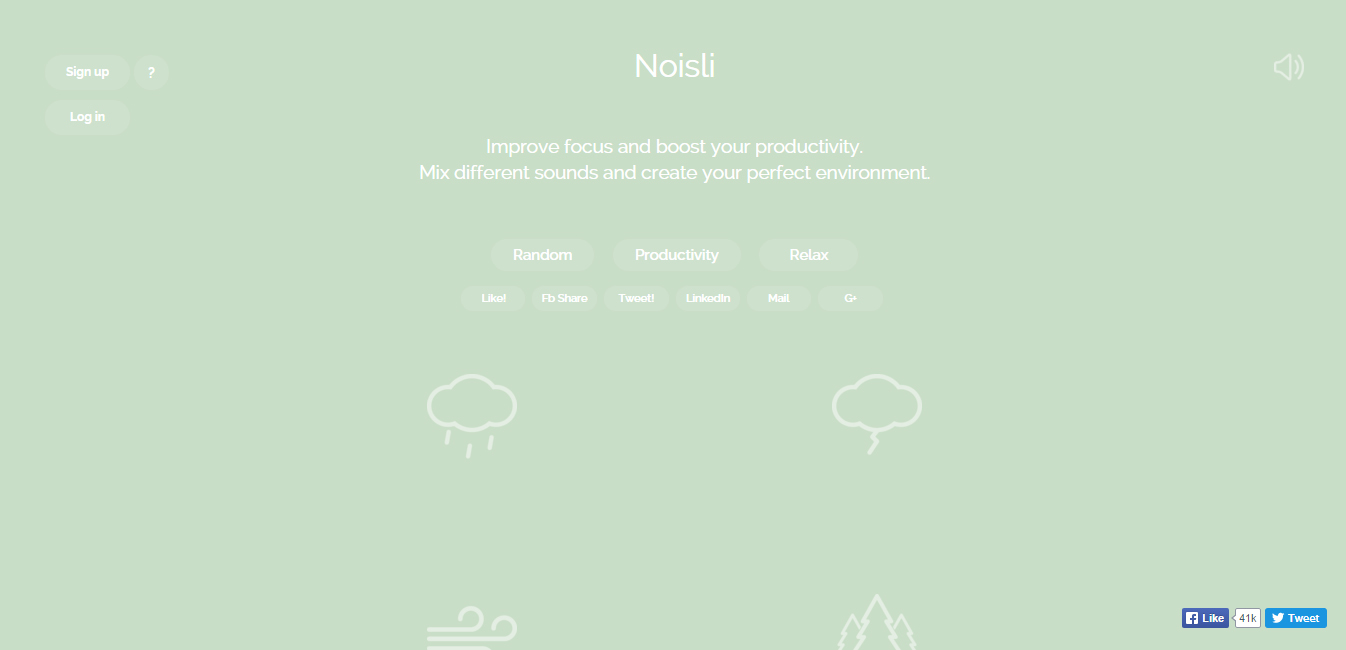 Noisli
Sign up ?
Log in
Improve focus and boost your productivity.
Mix different sounds and create your perfect environment.
Random Productivity Relax
Like! Fb Share Tweet! LinkedIn Mail G+
Like 41k Tweet